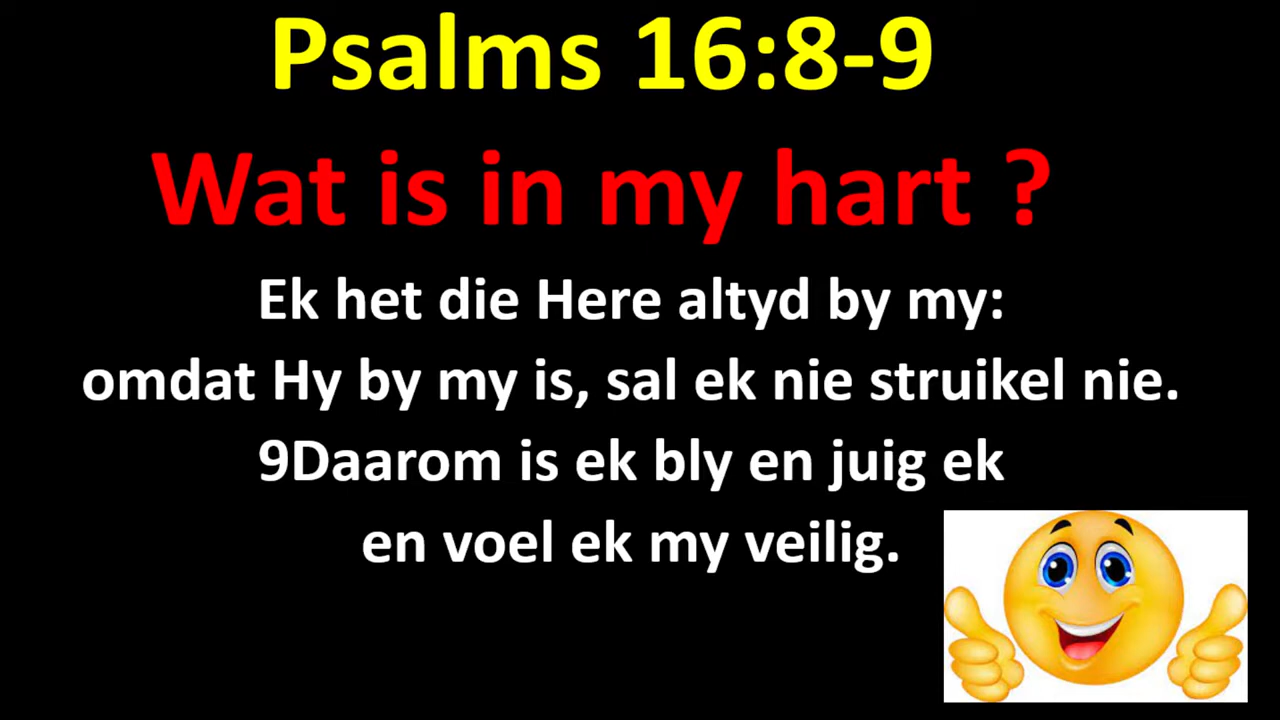 Psalms 16:8-9
Wat is in my hart ?
Ek het die Here altyd by my:
omdat Hy by my is, sal ek nie struikel nie.
9Daarom is ek bly en juig ek
en voel ek my veilig.